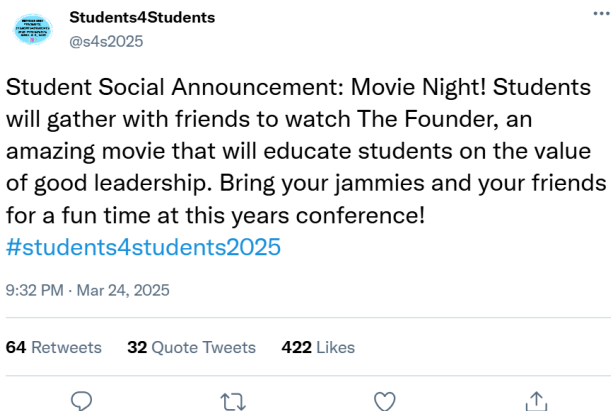 Students4Students
@s4s2025
Student Social Announcement: Movie Night! Students
will gather with friends to watch The Founder, an
amazing movie that will educate students on the value
of good leadership. Bring your jammies and your friends
for a fun time at this years conference!
#students4students2025
9:32 PM · Mar 24, 2025
64 Retweets 32 Quote Tweets 422 Likes